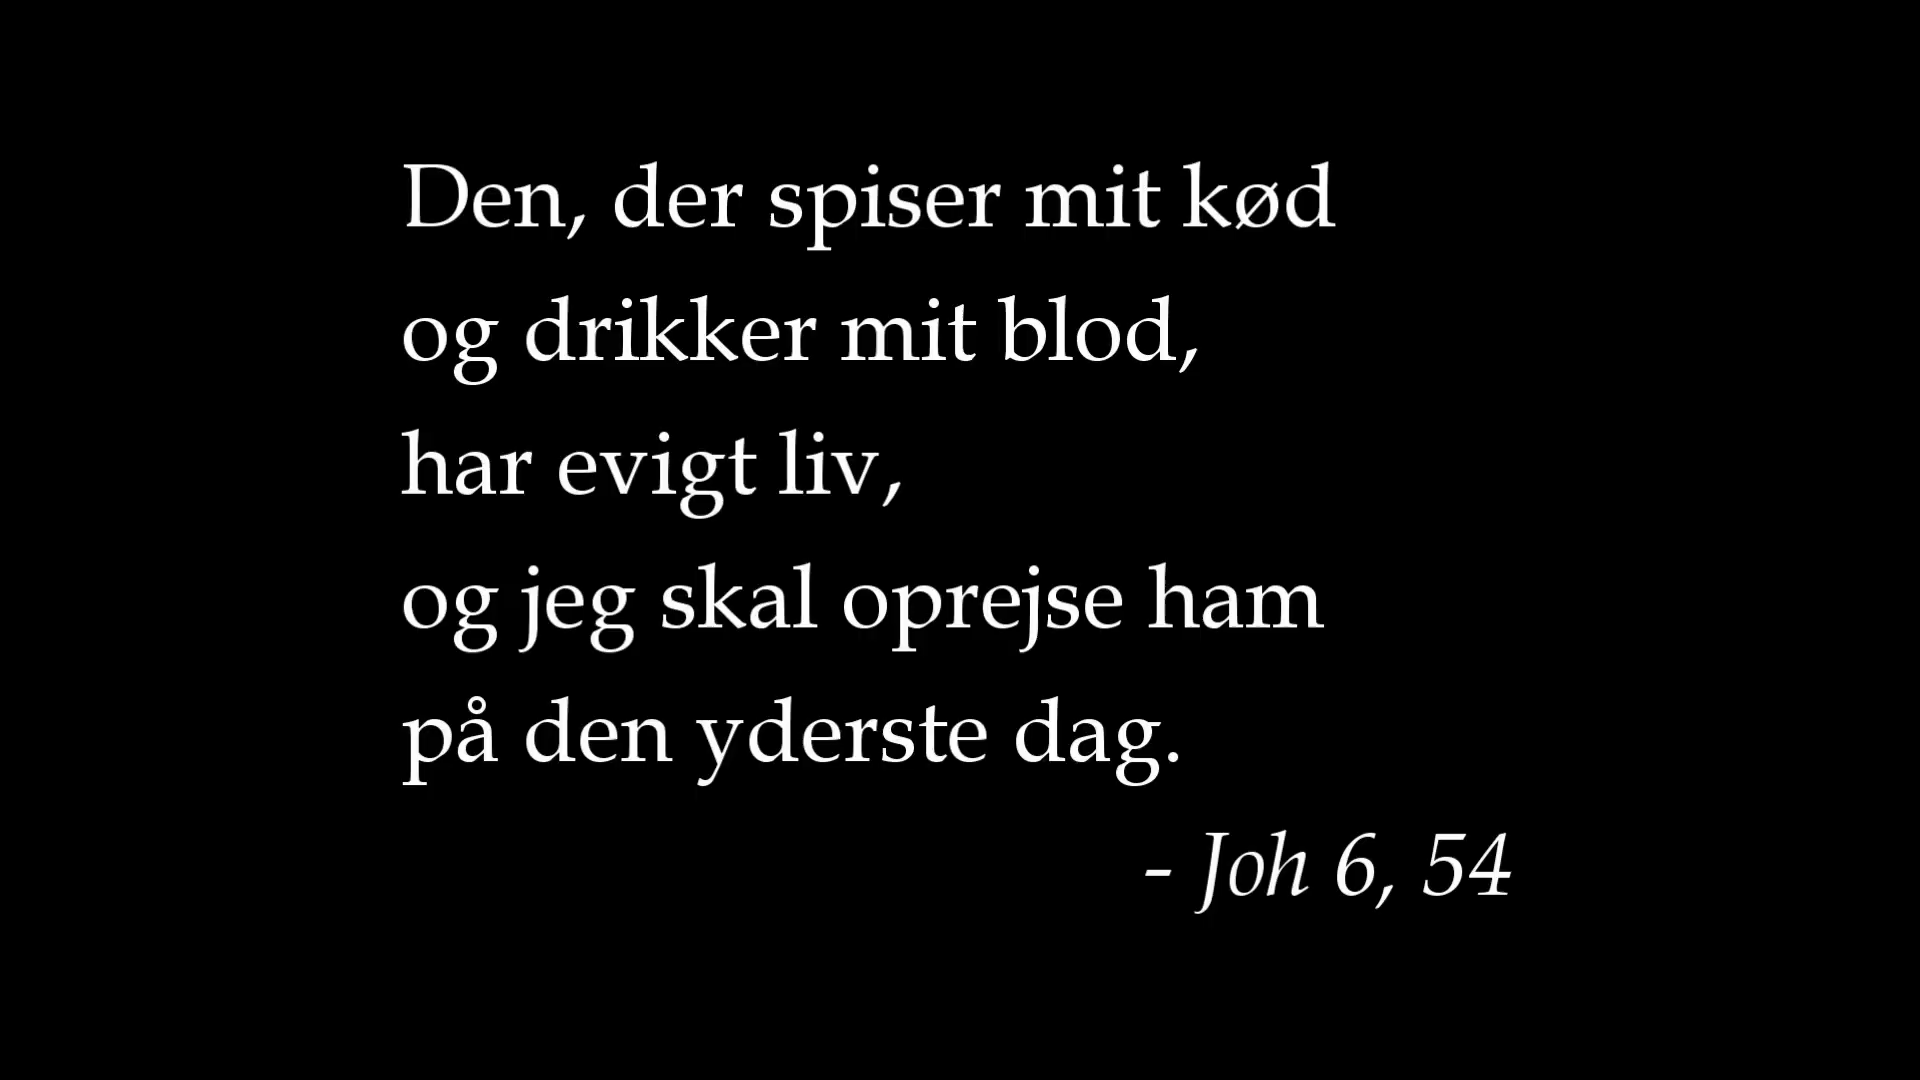 Den, der spiser mit kød
og drikker mit blod,
har evigt liv,
og jeg skal oprejse ham
på den yderste dag.
- Joh 6, 54